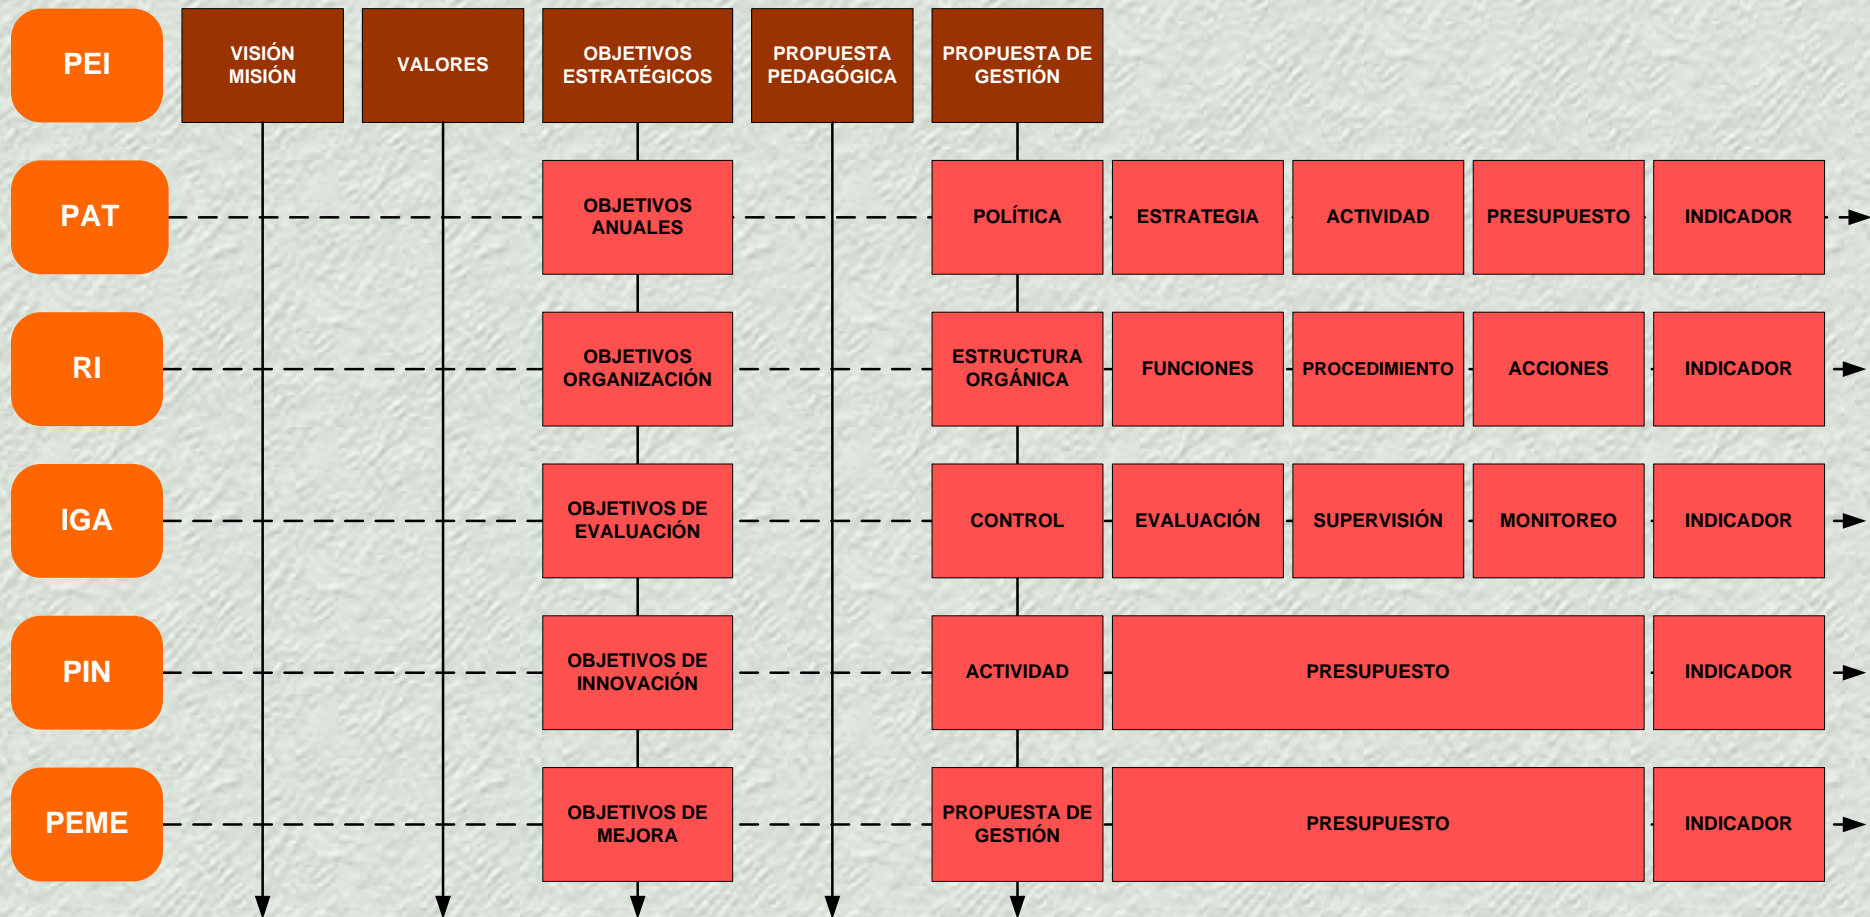 PEI
VISIÓN
MISIÓN
VALORES
OBJETIVOS
ESTRATÉGICOS
PROPUESTA
PEDAGÓGICA
PROPUESTA DE
GESTIÓN
PAT
OBJETIVOS
ANUALES
POLÍTICA
ESTRATEGIA
ACTIVIDAD
PRESUPUESTO
INDICADOR
RI
OBJETIVOS
ORGANIZACIÓN
ESTRUCTURA
ORGÁNICA
FUNCIONES
PROCEDIMIENTO
ACCIONES
INDICADOR
IGA
OBJETIVOS DE
EVALUACIÓN
CONTROL
EVALUACIÓN
SUPERVISIÓN
MONITOREO
INDICADOR
PIN
OBJETIVOS DE
INNOVACIÓN
ACTIVIDAD
PRESUPUESTO
INDICADOR
PEME
OBJETIVOS DE
MEJORA
PROPUESTA DE
GESTIÓN
PRESUPUESTO
INDICADOR